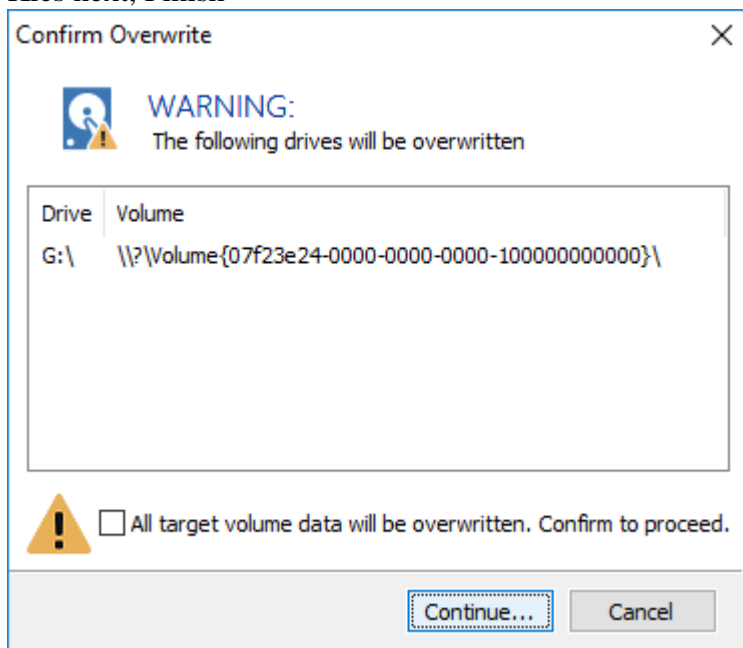 Confirm Overwrite
WARNING:
The following drives will be overwritten
Drive Volume
G:\ \\?\Volume{07f23e24-0000-0000-0000-100000000000}\
All target volume data will be overwritten. Confirm to proceed.
Continue... Cancel